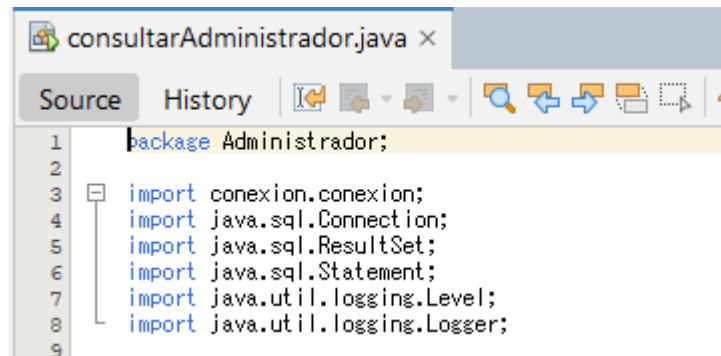 consultarAdministrador.java ×
Source History
1 package Administrador;
2
3 import conexion.conexion;
4 import java.sql.Connection;
5 import java.sql.ResultSet;
6 import java.sql.Statement;
7 import java.util.logging.Level;
8 import java.util.logging.Logger;
9